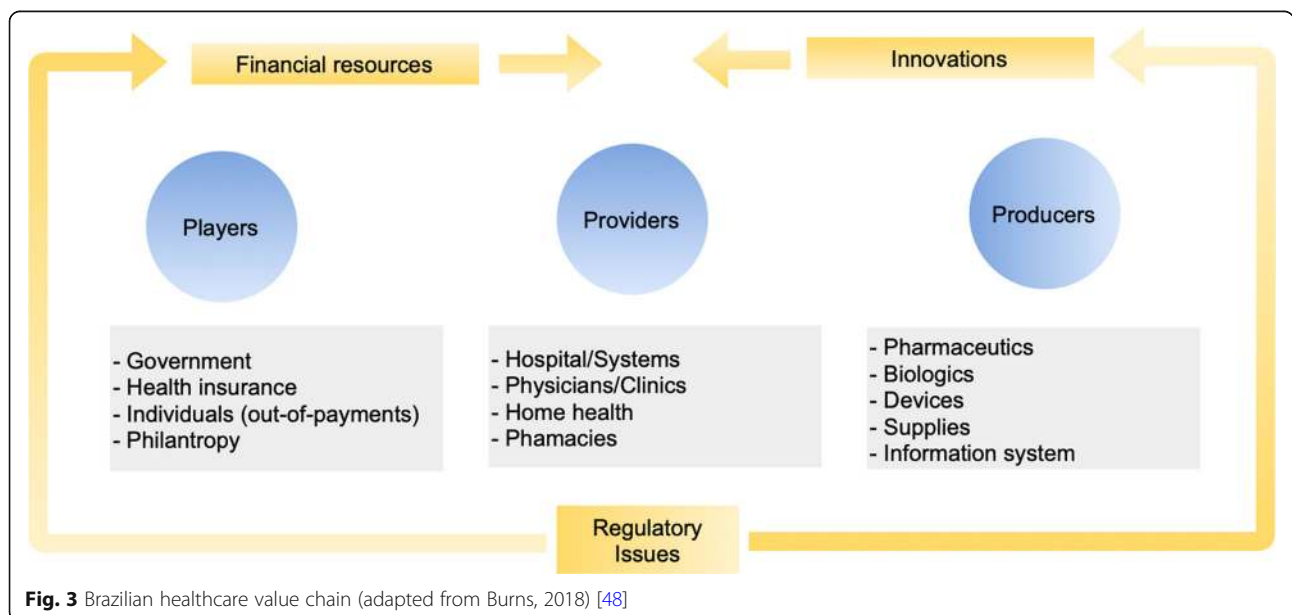 Financial resources
Innovations
Players
Providers
Producers
- Government
- Health insurance
- Individuals (out-of-payments)
- Philantropy
- Hospital/Systems
- Physicians/Clinics
- Home health
- Phamacies
- Pharmaceutics
- Biologics
- Devices
- Supplies
- Information system
Regulatory
Issues
Fig. 3 Brazilian healthcare value chain (adapted from Burns, 2018) [48]